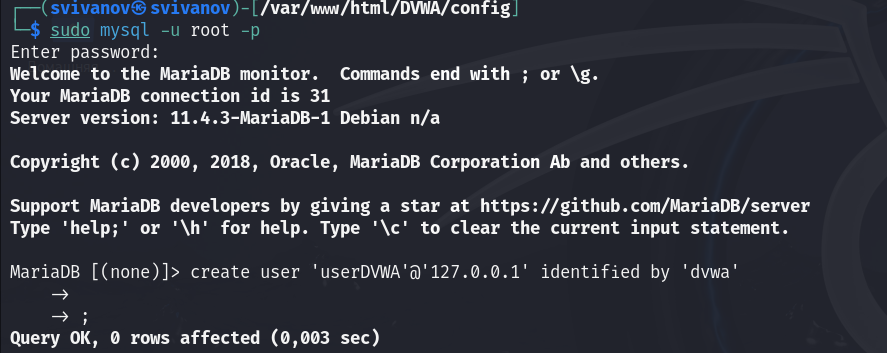 ┌──(svivanov㉿svivanov)-[/var/www/html/DVWA/config]
└─$ sudo mysql -u root -p
Enter password:
Welcome to the MariaDB monitor.  Commands end with ; or \g.
Your MariaDB connection id is 31
Server version: 11.4.3-MariaDB-1 Debian n/a

Copyright (c) 2000, 2018, Oracle, MariaDB Corporation Ab and others.

Support MariaDB developers by giving a star at https://github.com/MariaDB/server
Type 'help;' or '\h' for help. Type '\c' to clear the current input statement.

MariaDB [(none)]> create user 'userDVWA'@'127.0.0.1' identified by 'dvwa'
    ->
    -> ;
Query OK, 0 rows affected (0,003 sec)